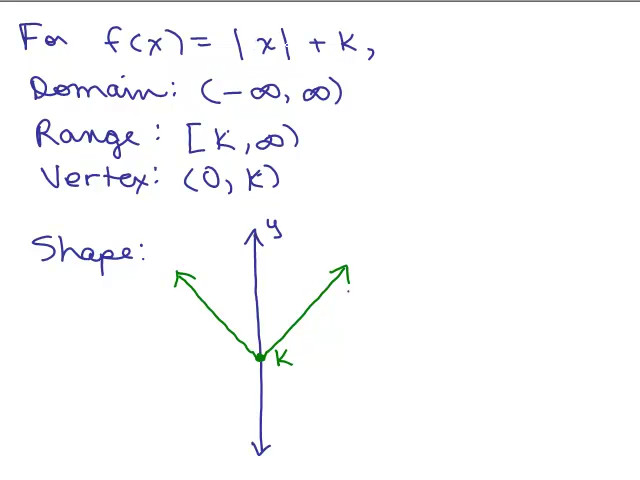 For f(x) = |x| + K,
Domain: (-∞, ∞)
Range: [K, ∞)
Vertex: (0, K)
Shape:
y
K